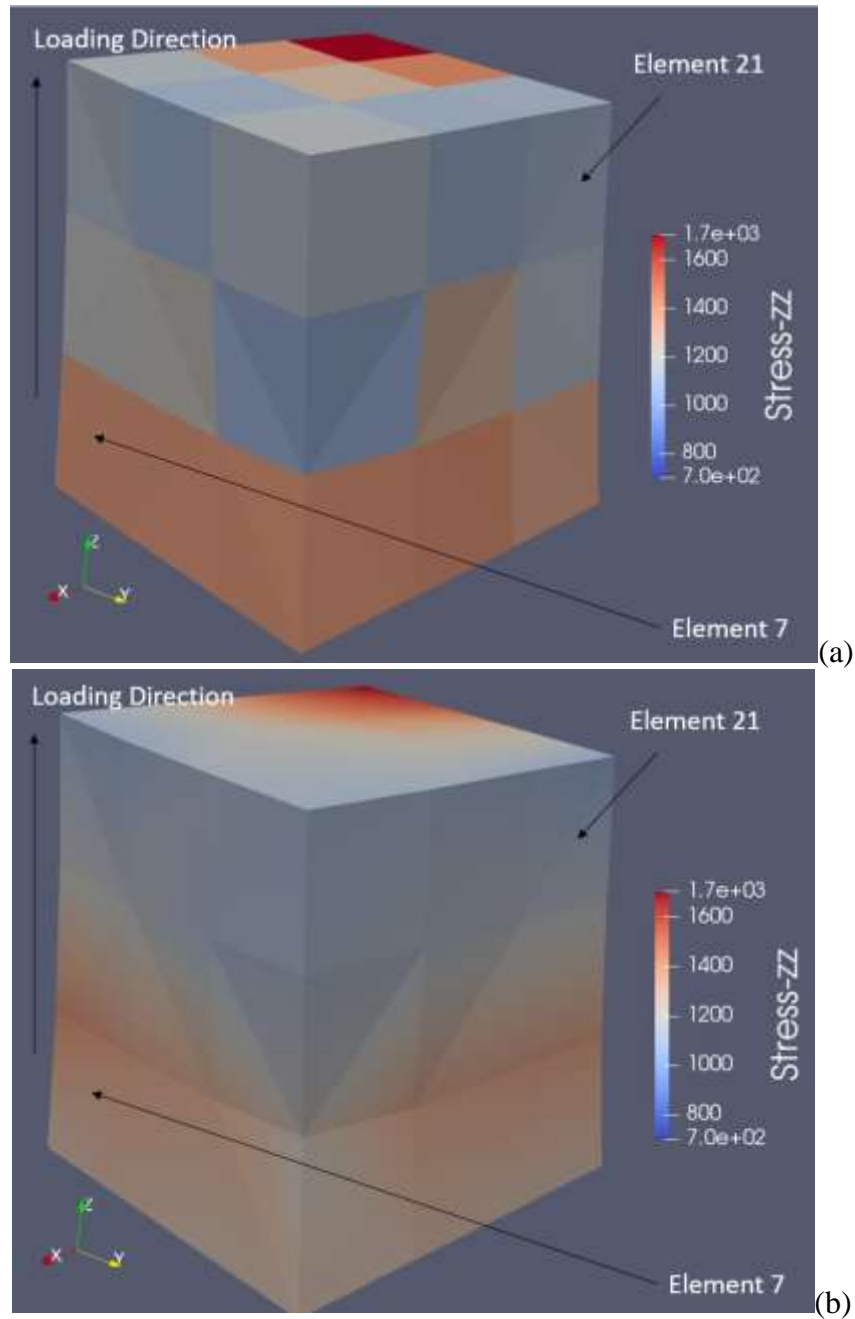 Loading Direction
Element 21
1.7e+03
1600
1400
1200
1000
800
7.0e+02
Stress-zz
Z
X
Y
Element 7
(a)
Loading Direction
Element 21
1.7e+03
1600
1400
1200
1000
800
7.0e+02
Stress-zz
Z
X
Y
Element 7
(b)